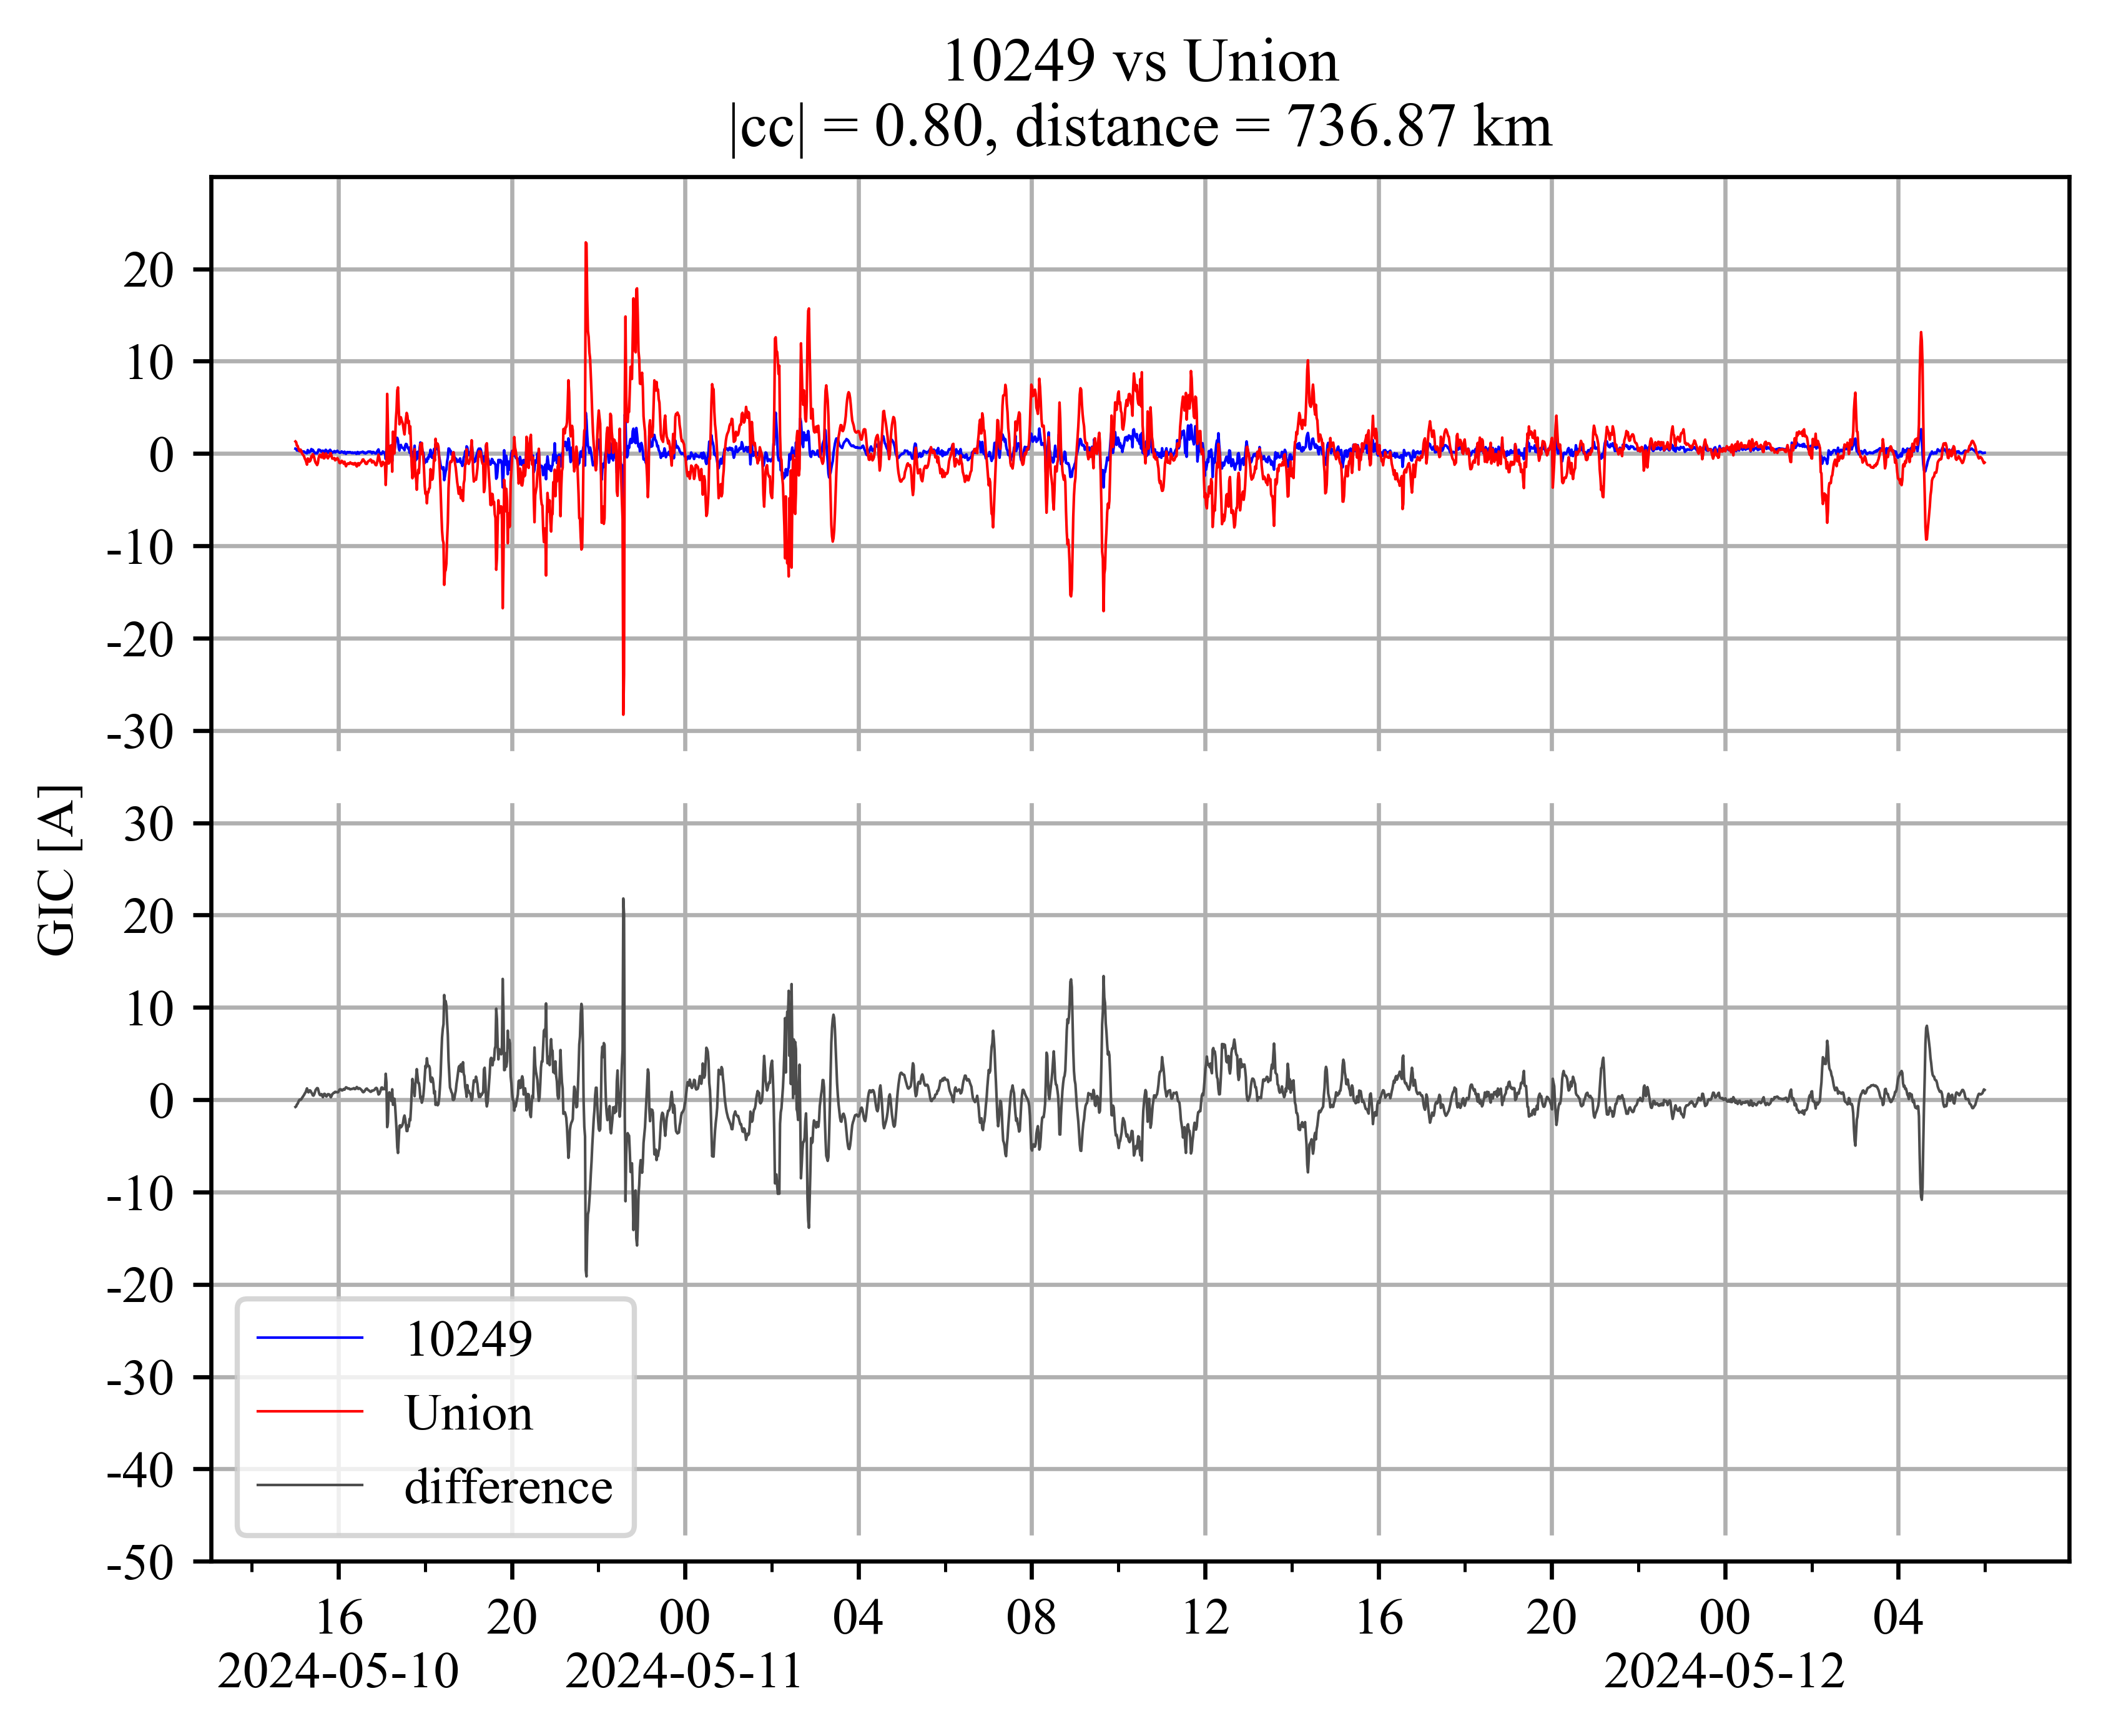 10249 vs Union
|cc| = 0.80, distance = 736.87 km
20
10
0
-10
-20
-30
30
20
10
0
-10
-20
-30
-40
-50
GIC [A]
10249
Union
difference
16 20 00 04 08 12 16 20 00 04
2024-05-10 2024-05-11 2024-05-12